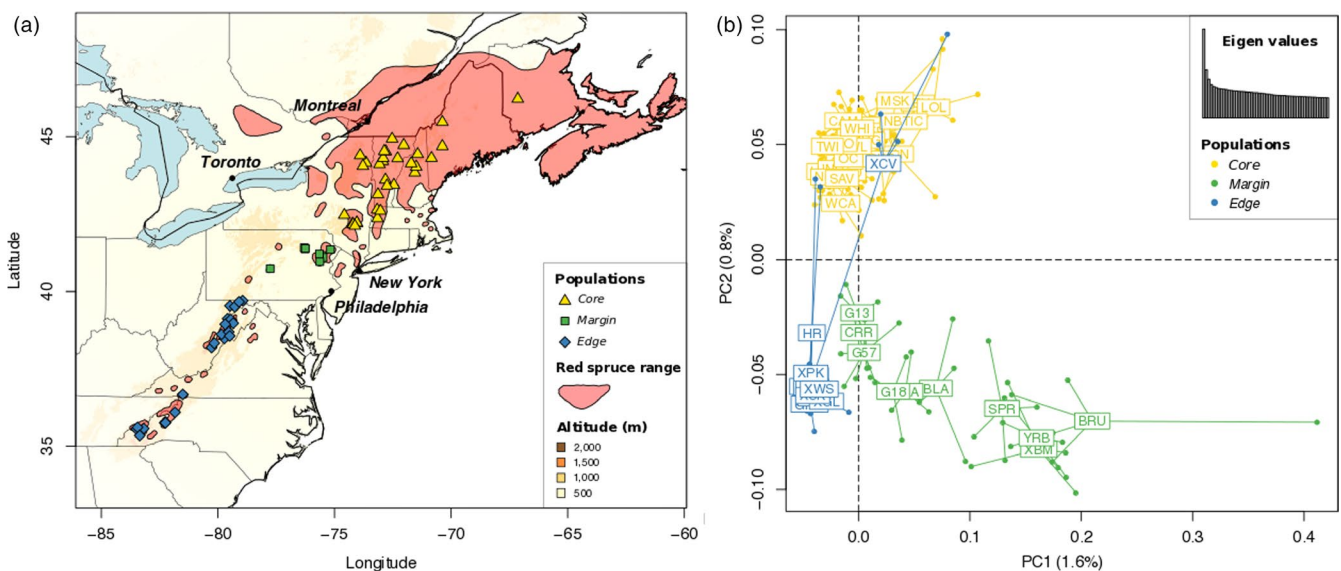 (a)
Montreal
Toronto
New York
Philadelphia
Populations
Core
Margin
Edge
Red spruce range
Altitude (m)
2,000
1,500
1,000
500
45
40
35
Latitude
−85
−80
−75
−70
−65
−60
Longitude
(b)
0.10
0.05
0.00
−0.05
−0.10
PC2 (0.8%)
Eigen values
Populations
Core
Margin
Edge
MSK
LOL
WHI
TWI
XCV
SAV
WCA
G13
HR
CRR
G57
XPK
XWS
G18
BLA
SPR
BRU
YRB
XBM
0.0
0.1
0.2
0.3
0.4
PC1 (1.6%)